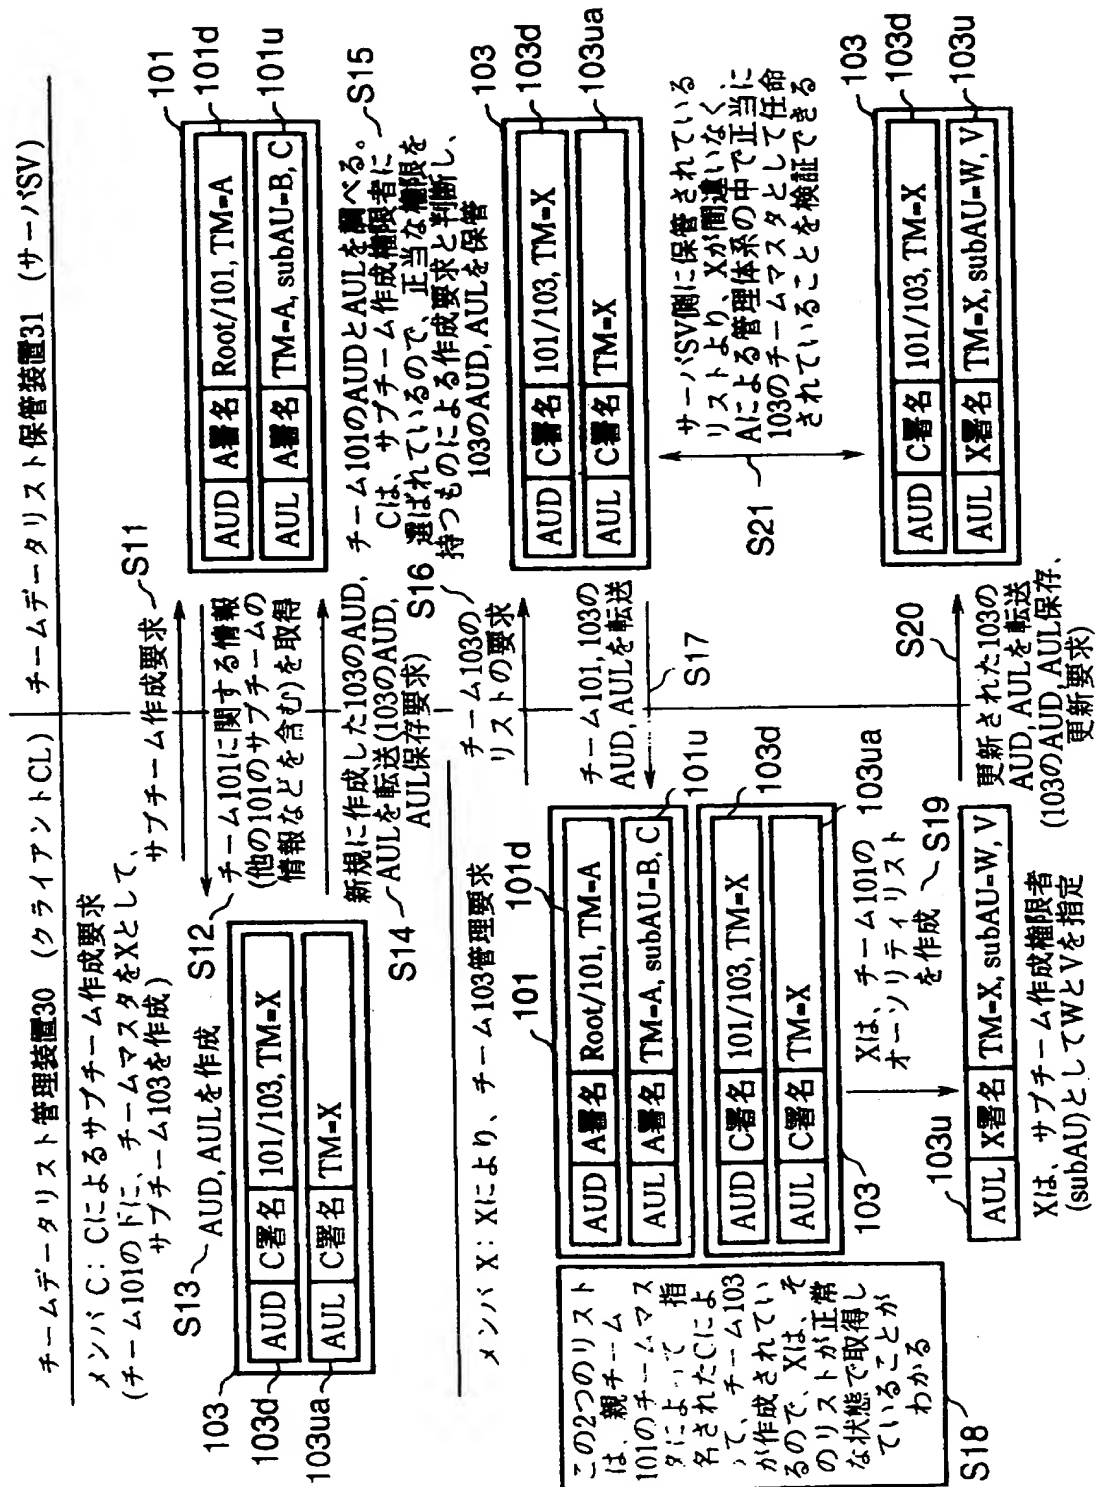 チームデータリスト管理装置30 (クライアントCL)
チームデータリスト保管装置31 (サーバSV)
メンバ C: Cによるサブチーム作成要求
(チーム101の下に、チームマスタをXとして、
サブチーム103を作成)
サブチーム作成要求
S11
S12
チーム101に関する情報
(他の101のサブチームの
情報などを含む)を取得
S13
AUD, AULを作成
103
103d
103ua
AUD C署名 101/103, TM=X
AUL C署名 TM=X
新規に作成した103のAUD,
AULを転送(103のAUD,
AUL保存要求)
S14
101
101d
101u
AUD A署名 Root/101, TM=A
AUL A署名 TM=A, subAU=B, C
S15
チーム101のAUDとAULを調べる。
Cは、サブチーム作成権限者に
選ばれているので、正当な権限を
持つものによる作成要求と判断し、
103のAUD, AULを保管
メンバ X: Xにより、チーム103管理要求
S16
チーム103の
リストの要求
103
103d
103ua
AUD C署名 101/103, TM=X
AUL C署名 TM=X
チーム101, 103の
AUD, AULを転送
S17
101
101d
101u
AUD A署名 Root/101, TM=A
AUL A署名 TM=A, subAU=B, C
103
103d
103ua
AUD C署名 101/103, TM=X
AUL C署名 TM=X
この2つのリスト
は、親チーム
101のチームマス
タによって 指
名されたCによ
って、チーム103
が作成されてい
るので、Xは、そ
のリストが正常
な状態で取得し
ていることが
わかる
S18
Xは、チーム101の
オーソリティリスト
を作成
S19
103u
AUL X署名 TM=X, subAU=W, V
Xは、サブチーム作成権限者
(subAU)としてWとVを指定
S20
更新された103の
AUD, AULを転送
(103のAUD, AUL保存、
更新要求)
S21
サーバSV側に保管されている
リストより、Xが間違いなく、
Aによる管理体系の中で正当に
103のチームマスタとして任命
されていることを検証できる
103
103d
103u
AUD C署名 101/103, TM=X
AUL X署名 TM=X, subAU=W, V